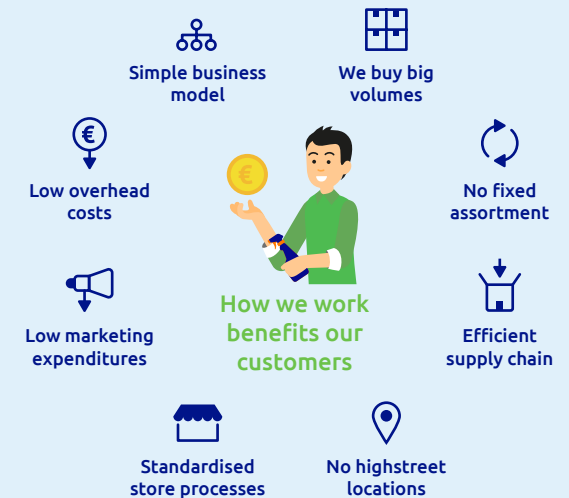 Simple business
model
We buy big
volumes
€
Low overhead
costs
€
No fixed
assortment
Low marketing
expenditures
How we work
benefits our
customers
Efficient
supply chain
Standardised
store processes
No highstreet
locations